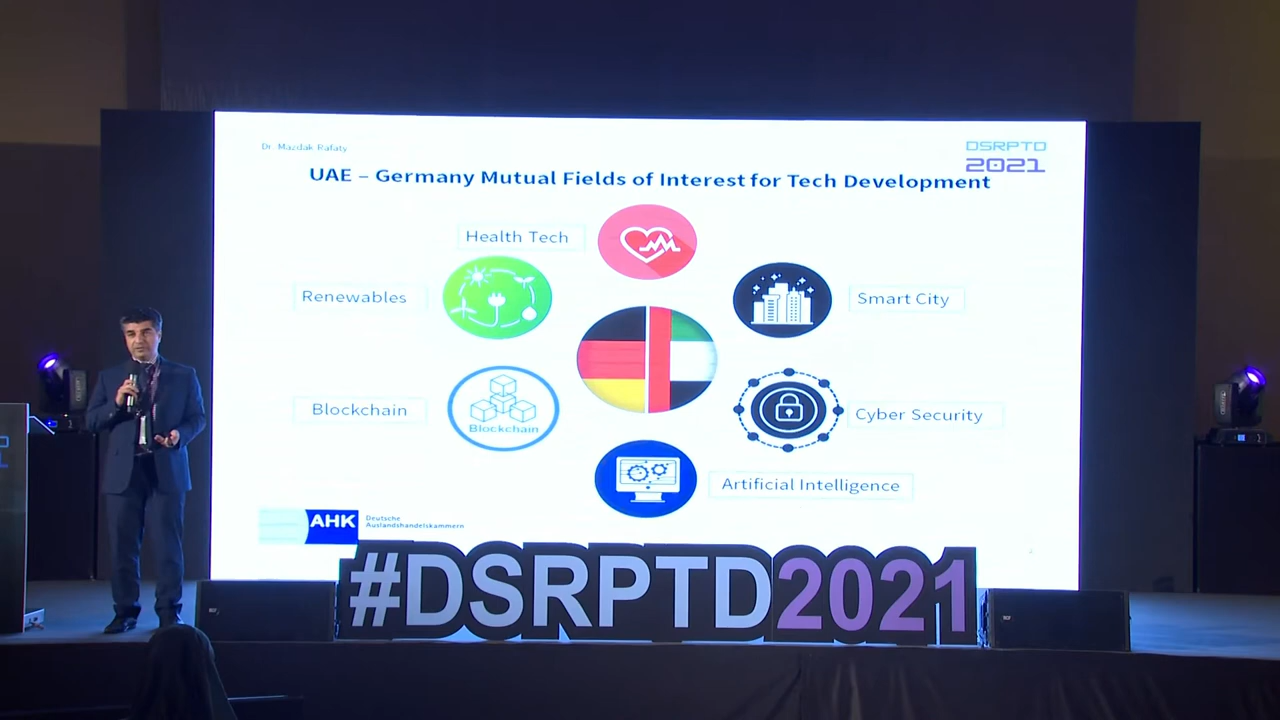 Dr. Mazdak Rafaty
DSRPTD
2021
UAE – Germany Mutual Fields of Interest for Tech Development
Health Tech
Renewables
Smart City
Blockchain
Blockchain
Cyber Security
Artificial Intelligence
AHK
Deutsche
Auslandshandelskammern
#DSRPTD2021